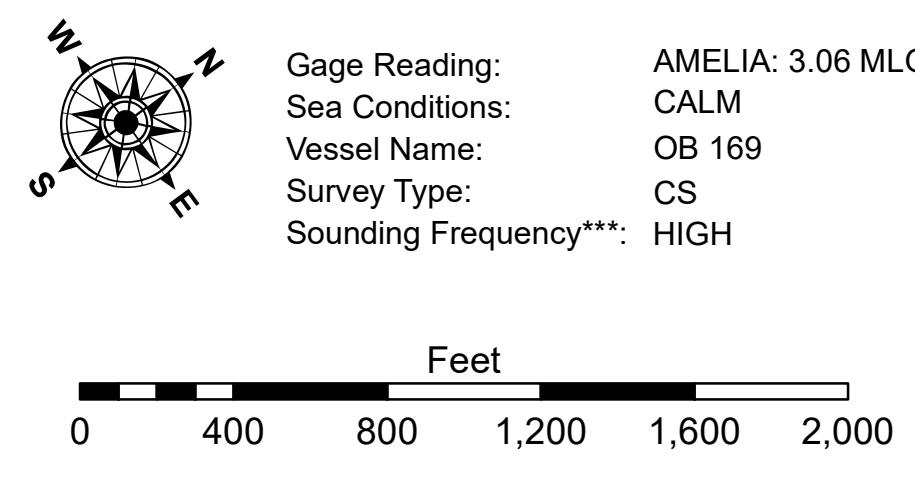 W
N
S
E
Gage Reading: AMELIA: 3.06
Sea Conditions: CALM
Vessel Name: OB 169
Survey Type: CS
Sounding Frequency***: HIGH
Feet
0 400 800 1,200 1,600 2,000